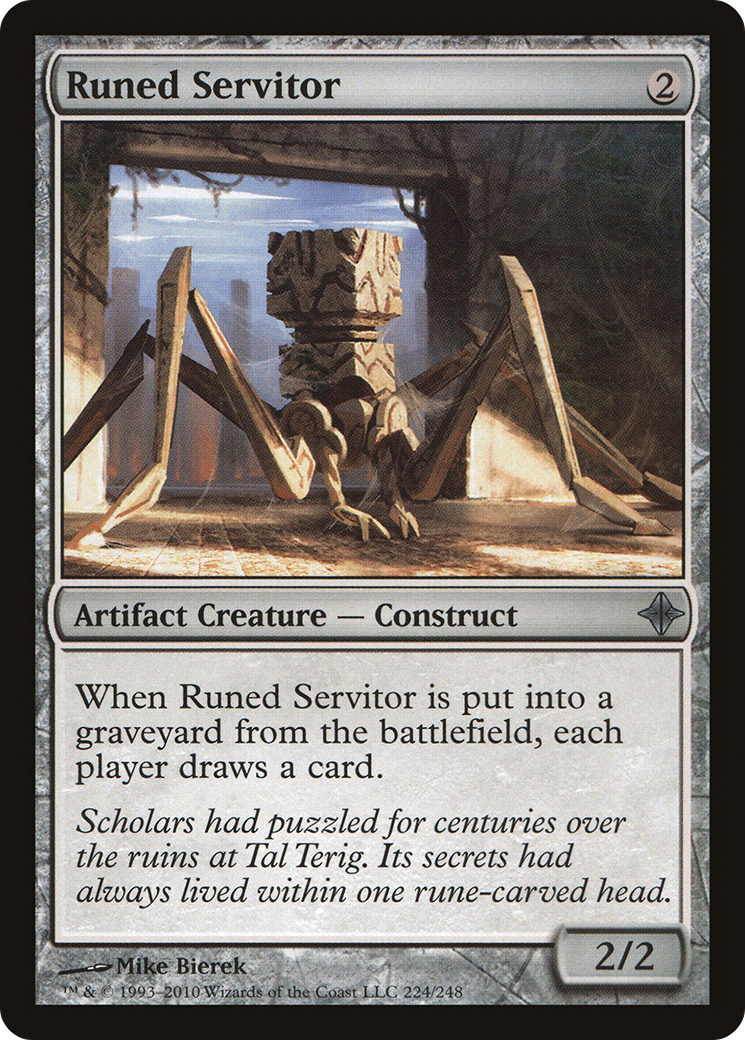 Runed Servitor
2
Artifact Creature — Construct
When Runed Servitor is put into a
graveyard from the battlefield, each
player draws a card.
Scholars had puzzled for centuries over
the ruins at Tal Terig. Its secrets had
always lived within one rune-carved head.
2/2
Mike Bierek
™ & © 1993–2010 Wizards of the Coast LLC 224/248